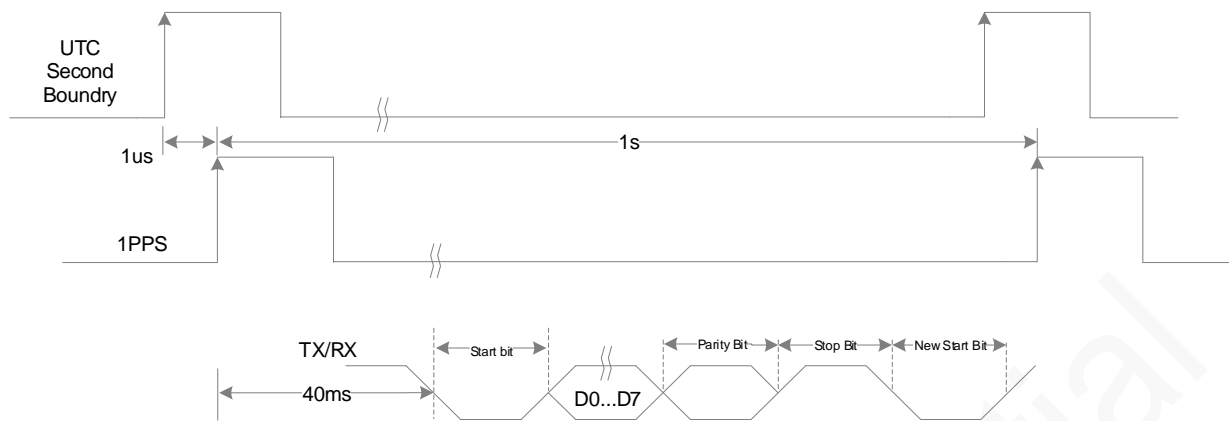 UTC
Second
Boundry
1us
1s
1PPS
TX/RX
Start bit
Parity Bit
Stop Bit
New Start Bit
40ms
D0...D7